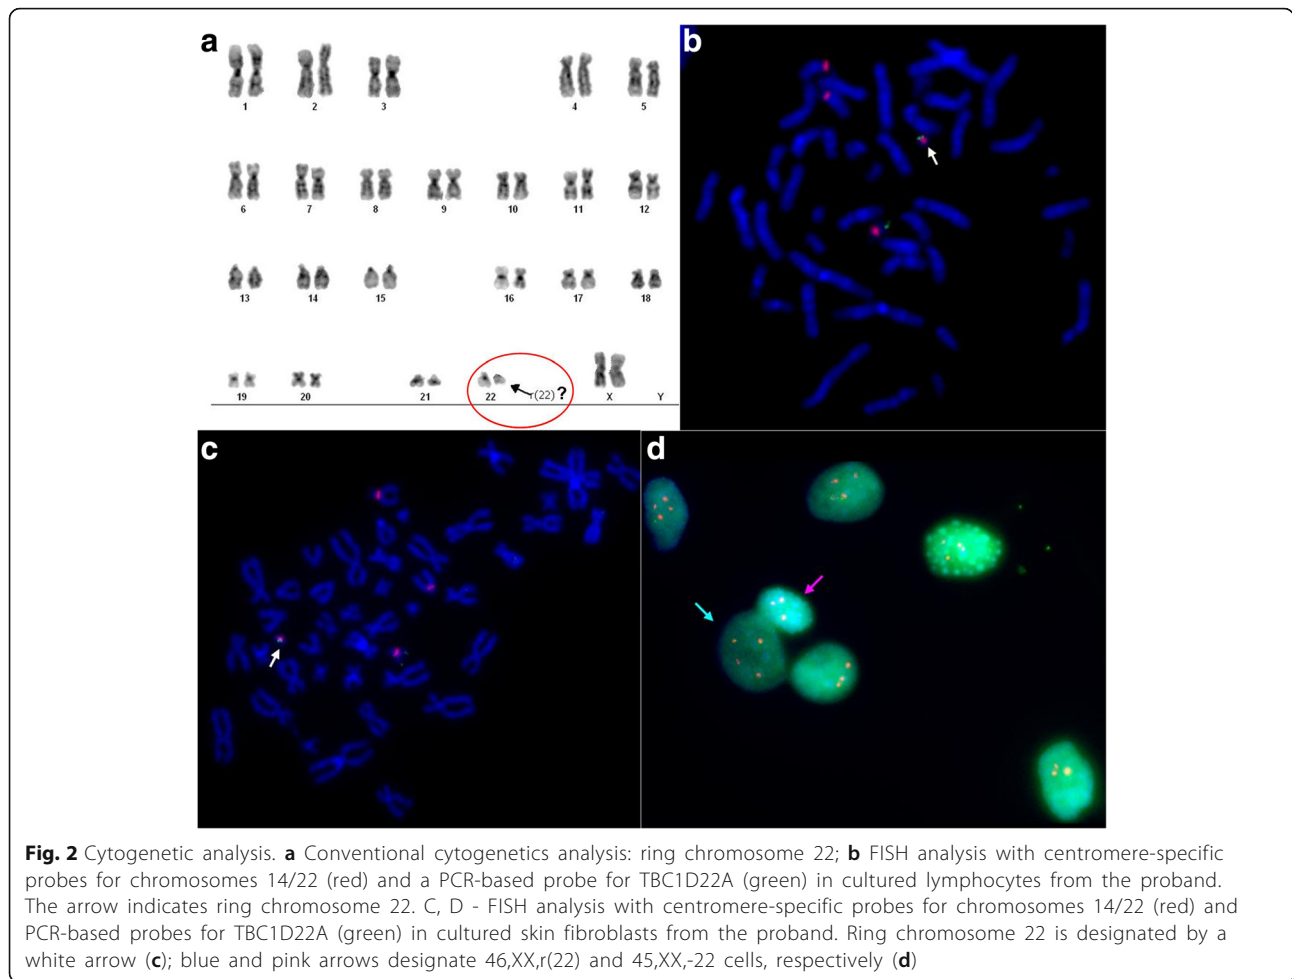 a
b
1 2 3 4 5
6 7 8 9 10 11 12
13 14 15 16 17 18
r(22) ?
19 20 21 22 X Y
c
d
Fig. 2 Cytogenetic analysis. a Conventional cytogenetics analysis: ring chromosome 22; b FISH analysis with centromere-specific
probes for chromosomes 14/22 (red) and a PCR-based probe for TBC1D22A (green) in cultured lymphocytes from the proband.
The arrow indicates ring chromosome 22. C, D - FISH analysis with centromere-specific probes for chromosomes 14/22 (red) and
PCR-based probes for TBC1D22A (green) in cultured skin fibroblasts from the proband. Ring chromosome 22 is designated by a
white arrow (c); blue and pink arrows designate 46,XX,r(22) and 45,XX,-22 cells, respectively (d)